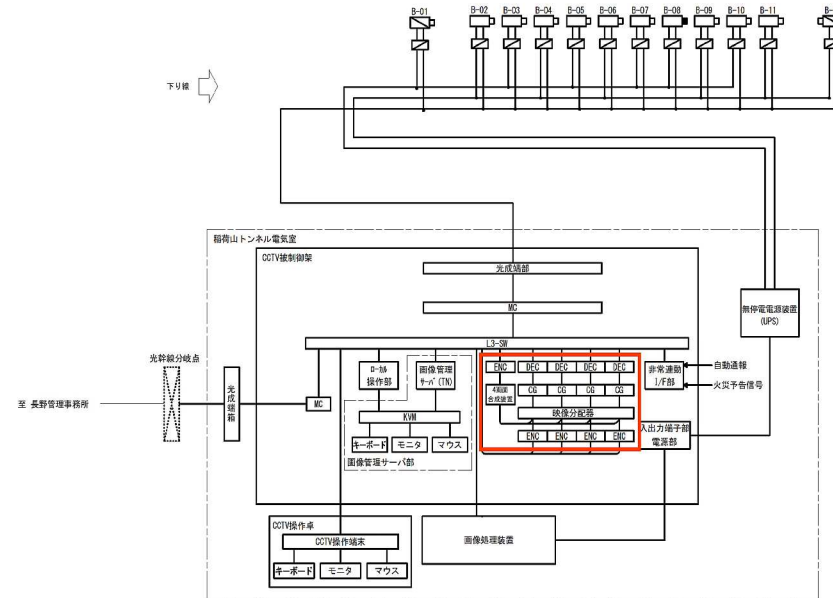 B-01
B-02
B-03
B-04
B-05
B-06
B-07
B-08
B-09
B-10
B-11
下り線
稲荷山トンネル電気室
CCTV被制御架
光成端部
MC
L3-SW
無停電電源装置
(UPS)
光幹線分岐点
至 長野管理事務所
光成端箱
MC
ローカル
操作部
画像管理
サーバ(TN)
KVM
キーボード
モニタ
マウス
画像管理サーバ部
ENC
DEC
DEC
DEC
DEC
4画面
合成装置
CG
CG
CG
CG
映像分配器
ENC
ENC
ENC
ENC
非常連動
I/F部
自動通報
火災予告信号
入出力端子部
電源部
CCTV操作卓
CCTV操作端末
キーボード
モニタ
マウス
画像処理装置